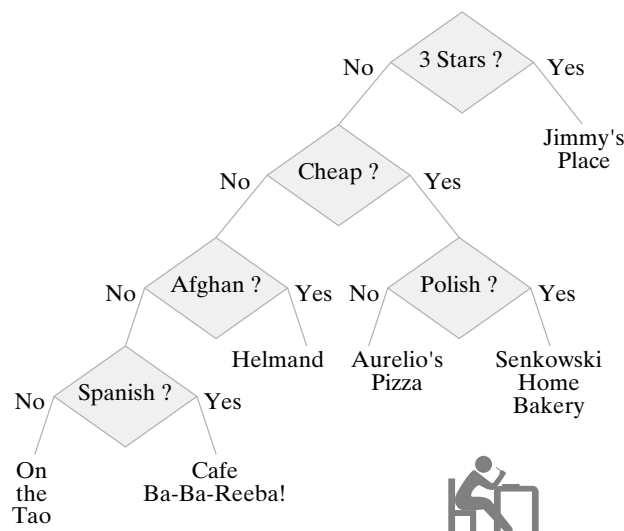 3 Stars ?
No
Yes
Jimmy's
Place
Cheap ?
No
Yes
Afghan ?
No
Yes
Polish ?
No
Yes
Helmand
Aurelio's
Pizza
Senkowski
Home
Bakery
Spanish ?
No
Yes
On
the
Tao
Cafe
Ba-Ba-Reeba!